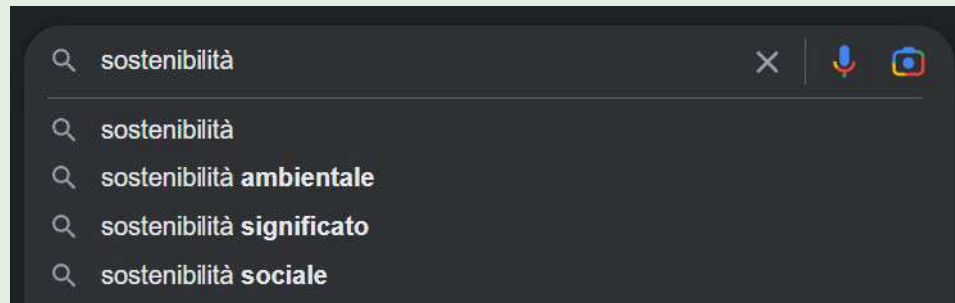 sostenibilità
sostenibilità
sostenibilità ambientale
sostenibilità significato
sostenibilità sociale